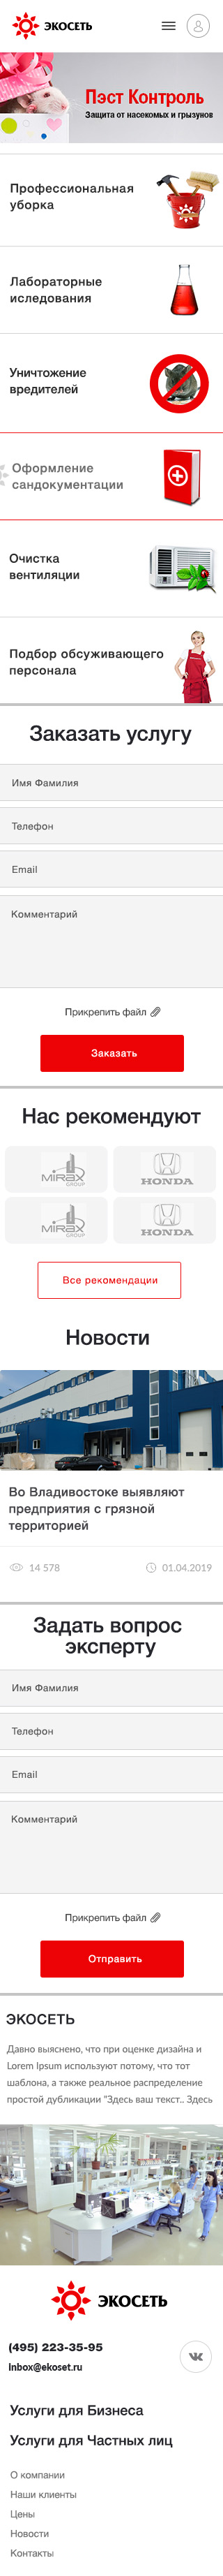 ЭКОСЕТЬ
Пэст Контроль
Защита от насекомых и грызунов
Профессиональная
уборка
Лабораторные
иследования
Уничтожение
вредителей
Оформление
сандокументации
Очистка
вентиляции
Подбор обсуживающего
персонала
Заказать услугу
Имя Фамилия
Телефон
Email
Комментарий
Прикрепить файл
Заказать
Нас рекомендуют
MIRAX
GROUP
HONDA
MIRAX
GROUP
HONDA
Все рекомендации
Новости
Во Владивостоке выявляют
предприятия с грязной
территорией
14 578
01.04.2019
Задать вопрос
эксперту
Имя Фамилия
Телефон
Email
Комментарий
Прикрепить файл
Отправить
ЭКОСЕТЬ
Давно выяснено, что при оценке дизайна и
Lorem Ipsum используют потому, что тот
шаблона, а также реальное распределение
простой дубликации "Здесь ваш текст.. Здесь
ЭКОСЕТЬ
(495) 223-35-95
Inbox@ekoset.ru
Услуги для Бизнеса
Услуги для Частных лиц
О компании
Наши клиенты
Цены
Новости
Контакты